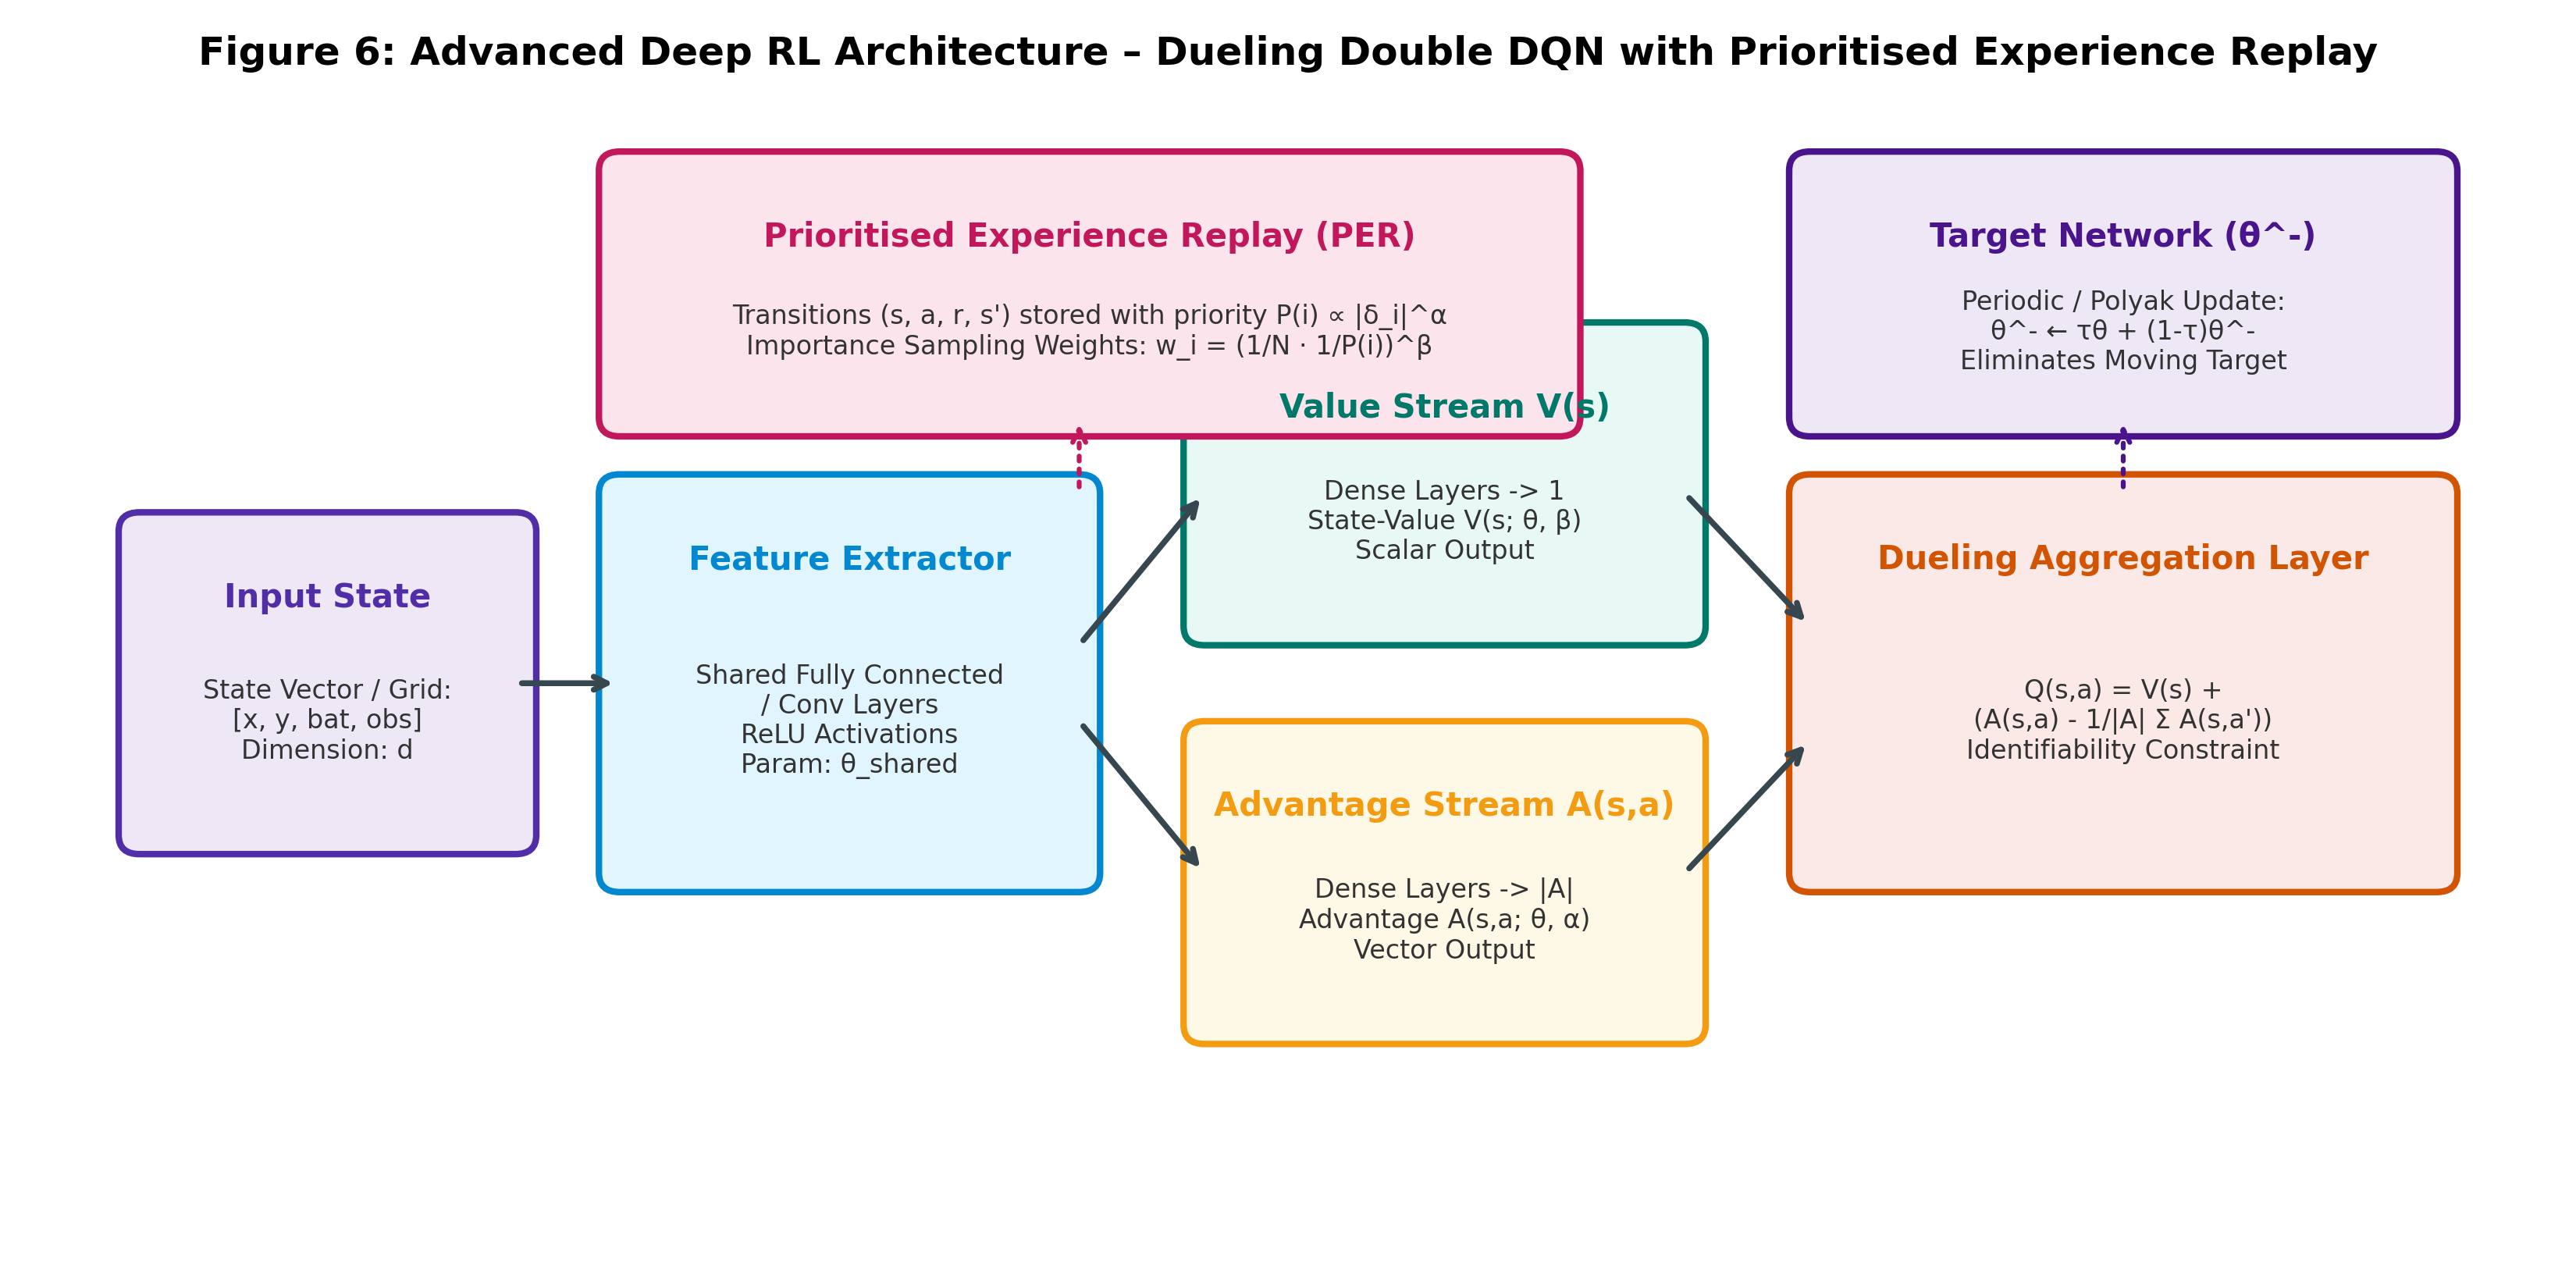 Figure 6: Advanced Deep RL Architecture – Dueling Double DQN with Prioritised Experience Replay
Prioritised Experience Replay (PER)
Transitions (s, a, r, s') stored with priority P(i) ∝ |δ_i|^α
Importance Sampling Weights: w_i = (1/N · 1/P(i))^β
Target Network (θ^-)
Periodic / Polyak Update:
θ^- ← τθ + (1-τ)θ^-
Eliminates Moving Target
Input State
State Vector / Grid:
[x, y, bat, obs]
Dimension: d
Feature Extractor
Shared Fully Connected
/ Conv Layers
ReLU Activations
Param: θ_shared
Value Stream V(s)
Dense Layers -> 1
State-Value V(s; θ, β)
Scalar Output
Advantage Stream A(s,a)
Dense Layers -> |A|
Advantage A(s,a; θ, α)
Vector Output
Dueling Aggregation Layer
Q(s,a) = V(s) +
(A(s,a) - 1/|A| Σ A(s,a'))
Identifiability Constraint